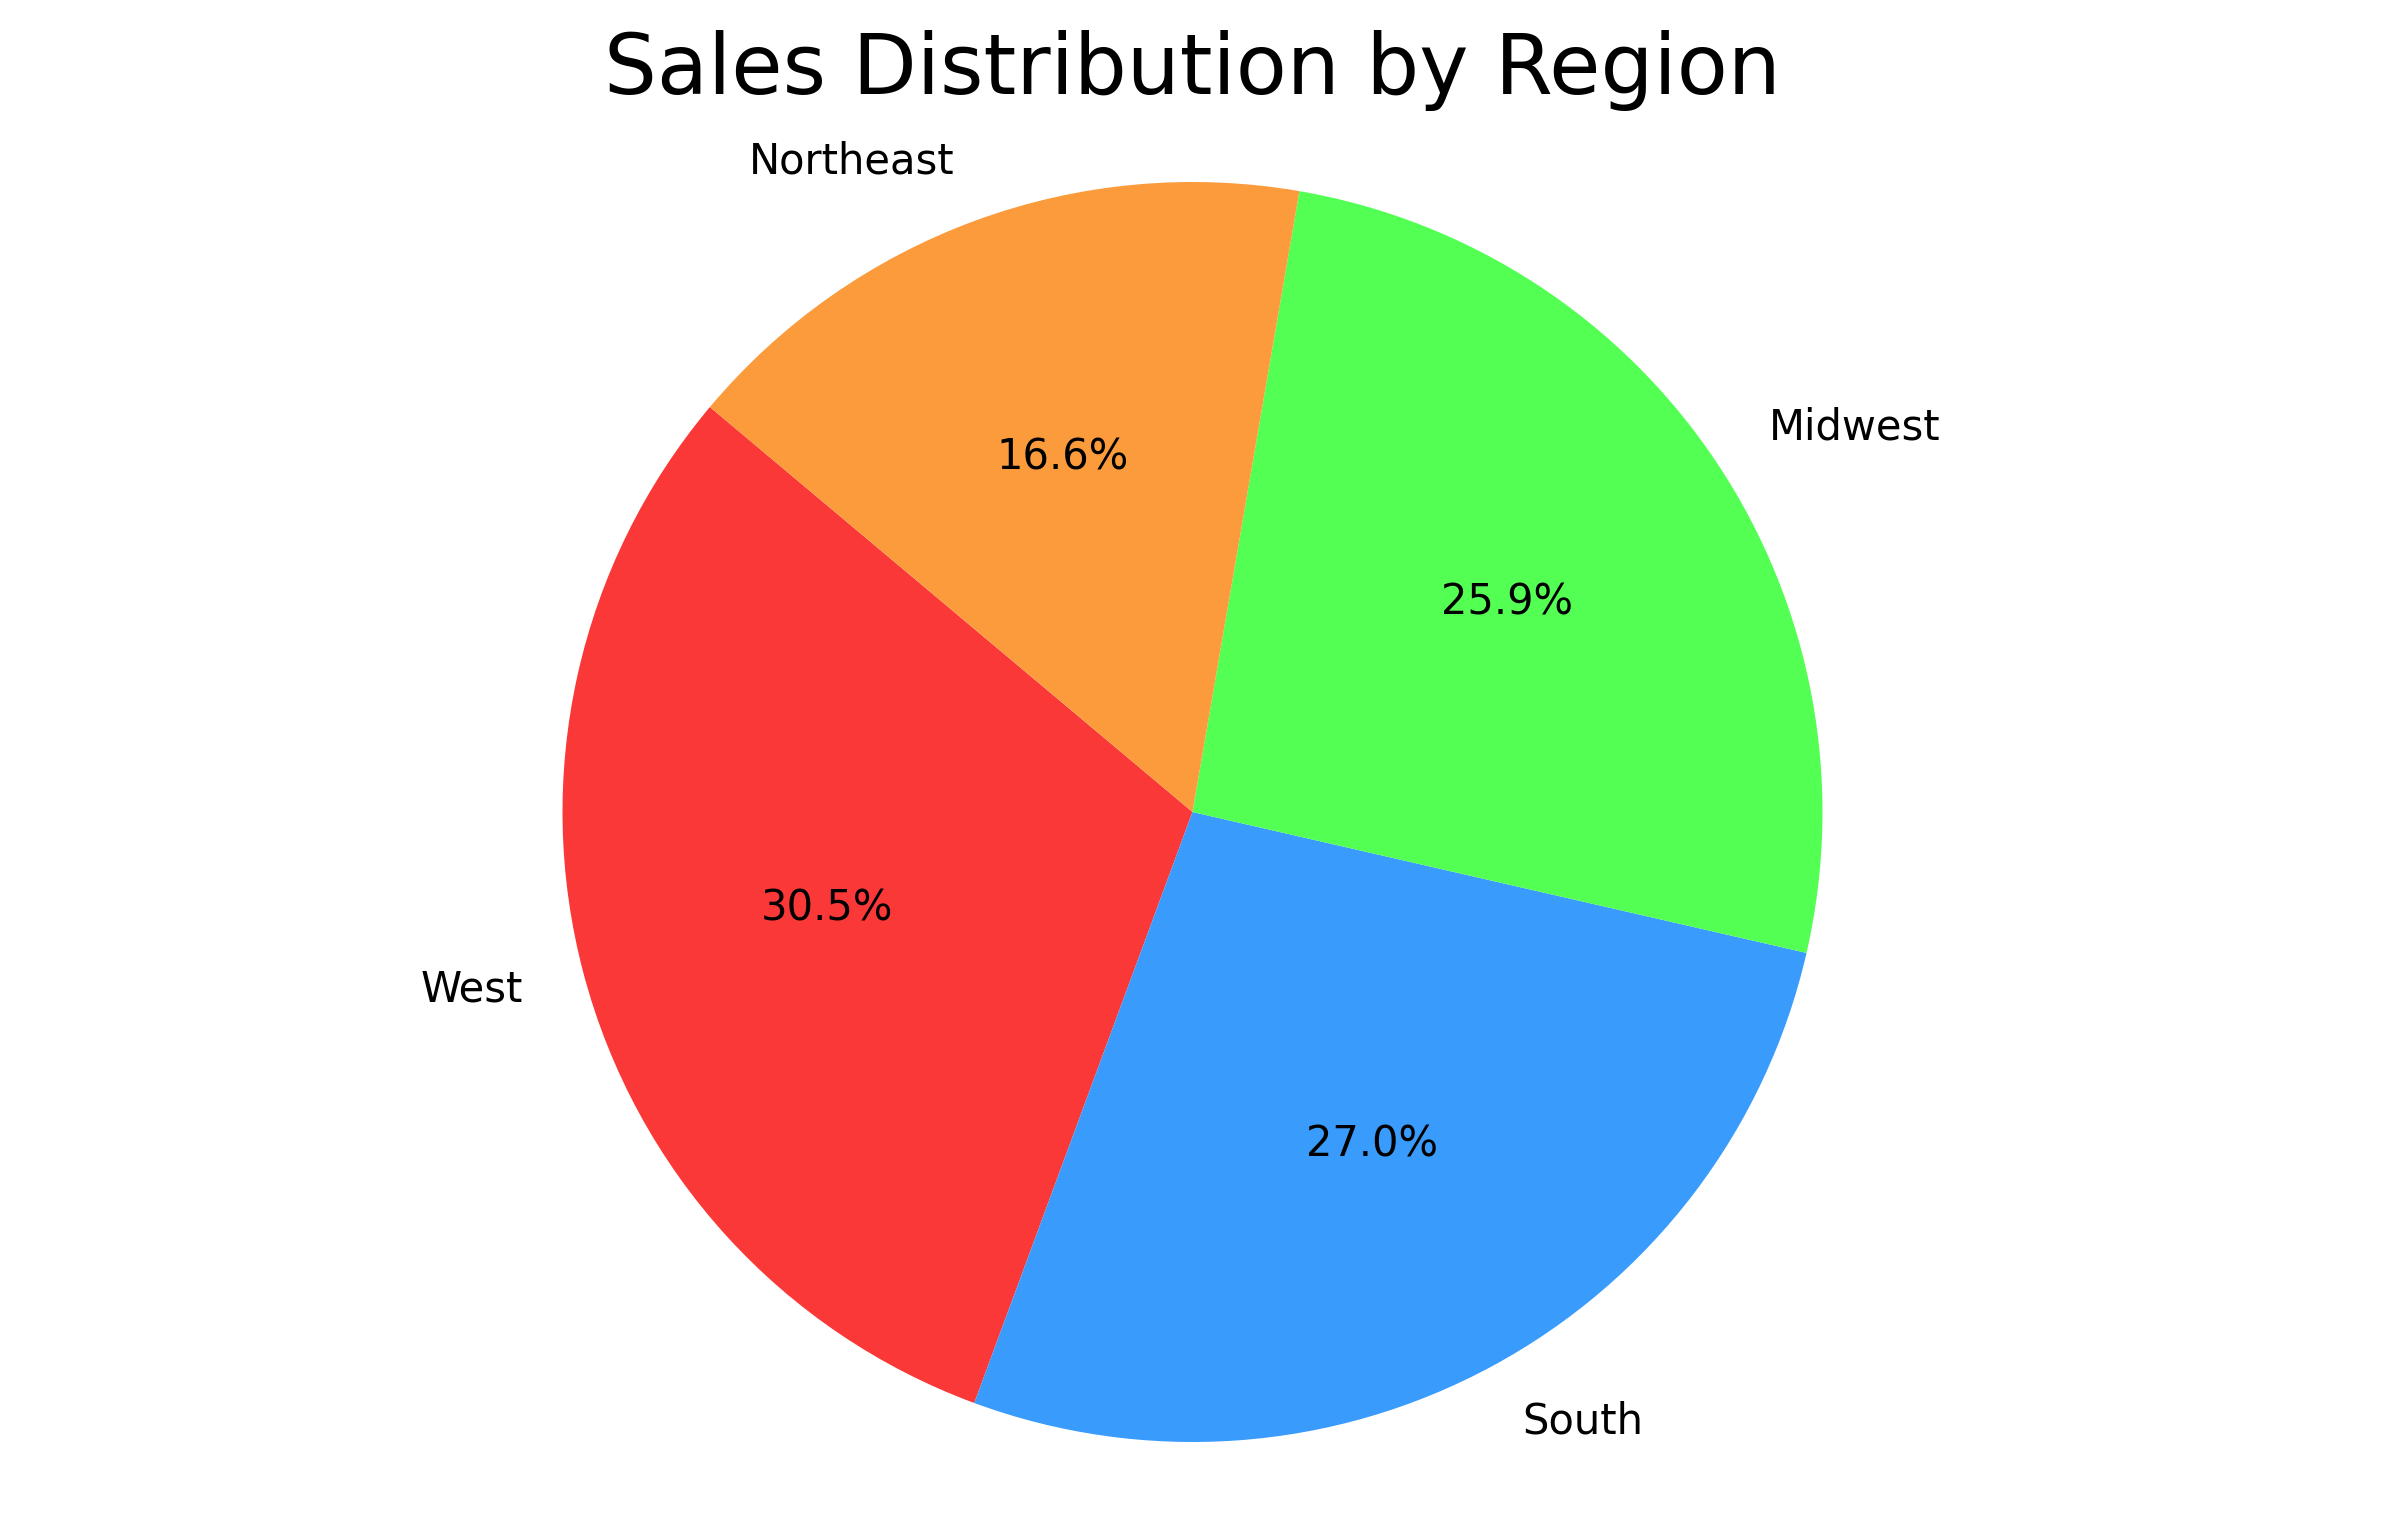 Sales Distribution by Region
Northeast
Midwest
16.6%
25.9%
30.5%
West
27.0%
South